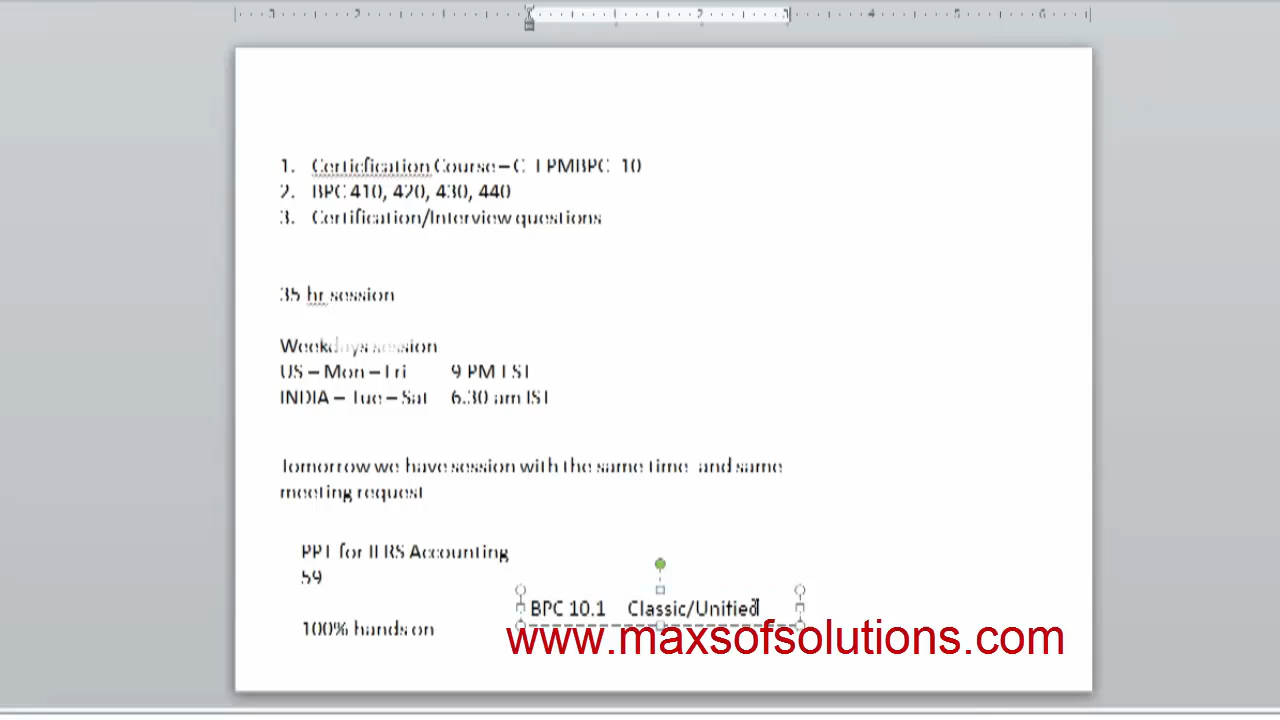 1. Certicfication Course – C_EPMBPC_10
2. BPC 410, 420, 430, 440
3. Certification/Interview questions
35 hr session
Weekdays session
US – Mon – Fri 9 PM EST
INDIA – Tue – Sat 6.30 am IST
Tomorrow we have session with the same time and same
meeting request
PPT for IFRS Accounting
59
BPC 10.1 Classic/Unified
100% hands on
www.maxsofsolutions.com